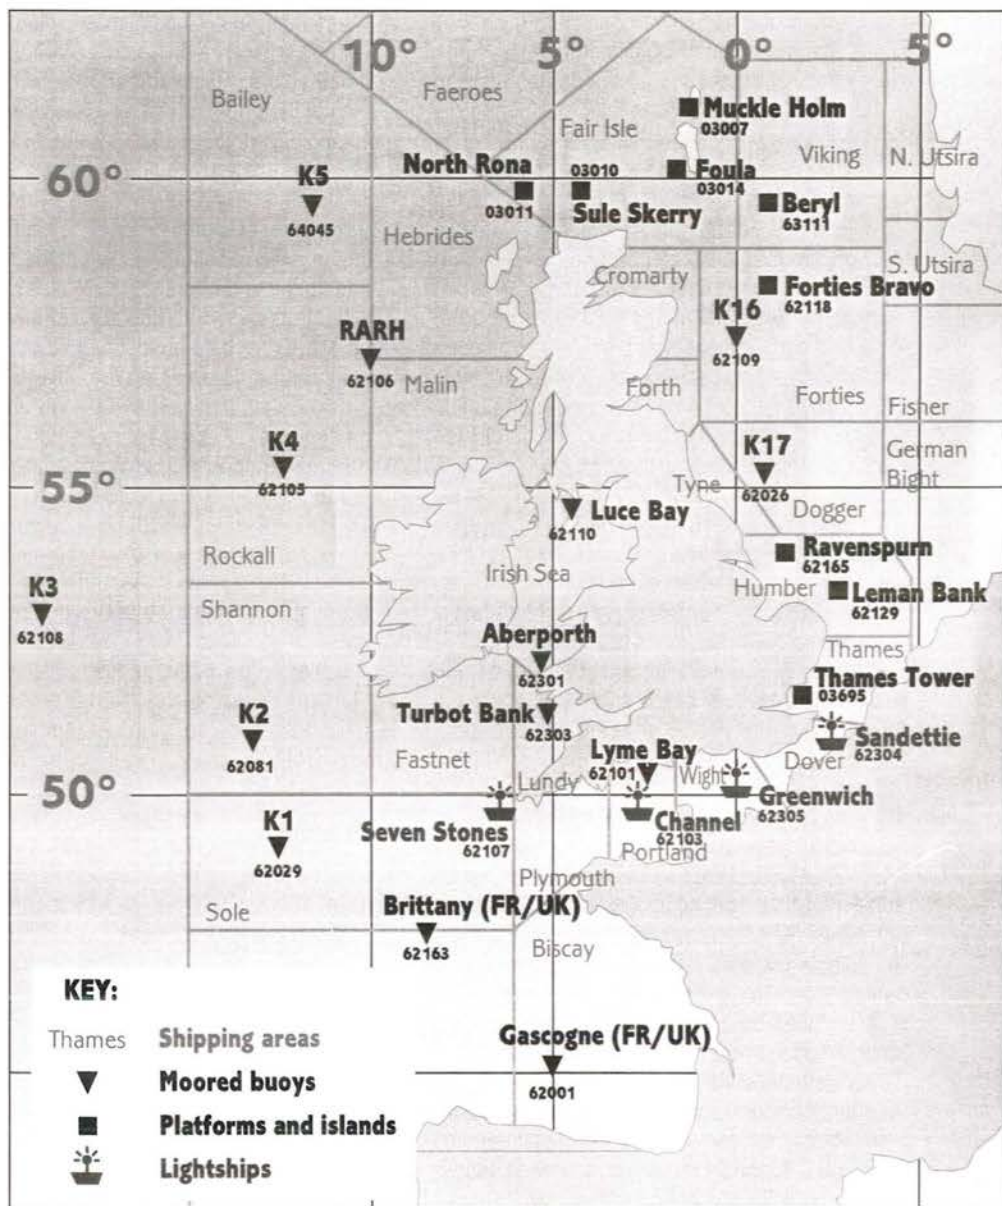 10°
5°
0°
5°
Bailey
Faeroes
Fair Isle
Muckle Holm
03007
Viking
N. Utsira
60°
K5
64045
North Rona
03011
03010
Sule Skerry
Foula
03014
Beryl
63111
Hebrides
Cromarty
S. Utsira
Forties Bravo
62118
K16
62109
RARH
62106
Malin
Forth
Forties
Fisher
K4
62105
K17
62026
German
Bight
55°
Type
Luce Bay
62110
Dogger
Rockall
Irish Sea
Ravenspurn
62165
Humber
Leman Bank
62129
K3
62108
Shannon
Aberporth
62301
Thames
Thames Tower
03695
K2
62081
Turbot Bank
62303
Sandettie
62304
Fastnet
Lundy
Lyme Bay
62101
Wight
Dover
50°
Greenwich
62305
K1
62029
Seven Stones
62107
Channel
62103
Portland
Plymouth
Sole
Brittany (FR/UK)
62163
Biscay
Gascogne (FR/UK)
62001
KEY:
Thames Shipping areas
Moored buoys
Platforms and islands
Lightships